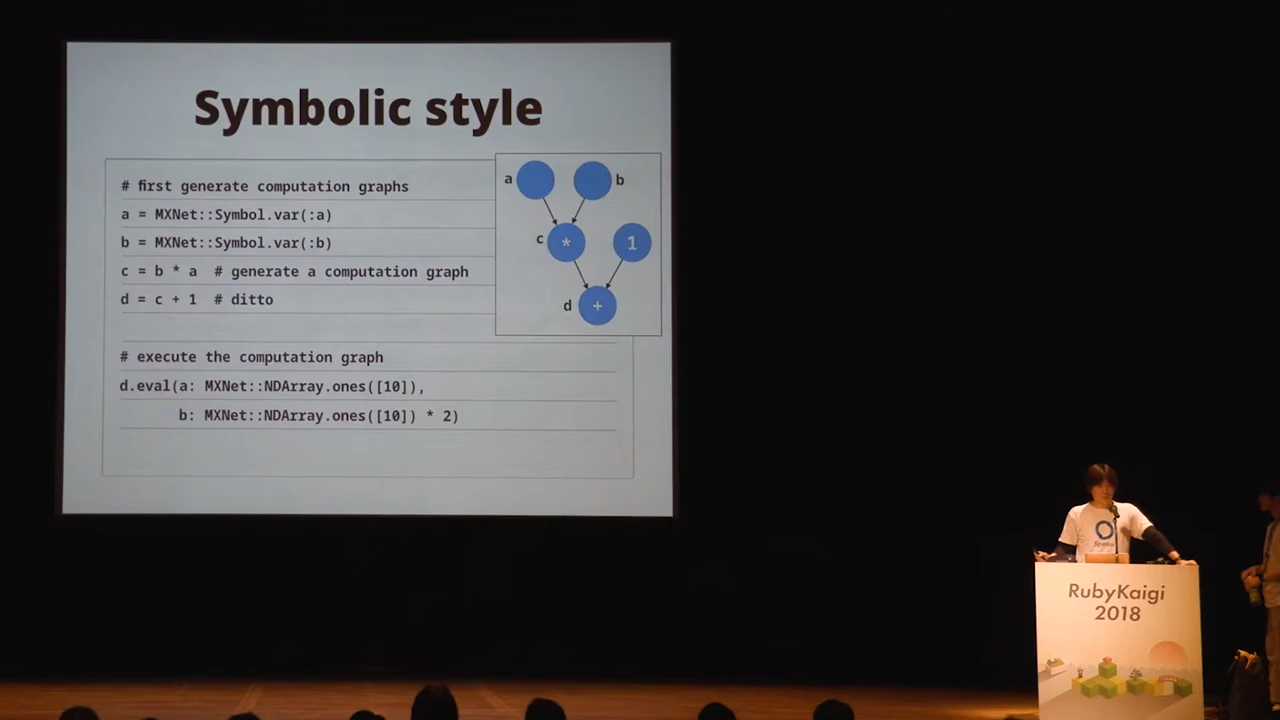 Symbolic style
# first generate computation graphs
a = MXNet::Symbol.var(:a)
b = MXNet::Symbol.var(:b)
c = b * a  # generate a computation graph
d = c + 1  # ditto
# execute the computation graph
d.eval(a: MXNet::NDArray.ones([10]),
b: MXNet::NDArray.ones([10]) * 2)
a
b
c
*
1
d
+
RubyKaigi
2018